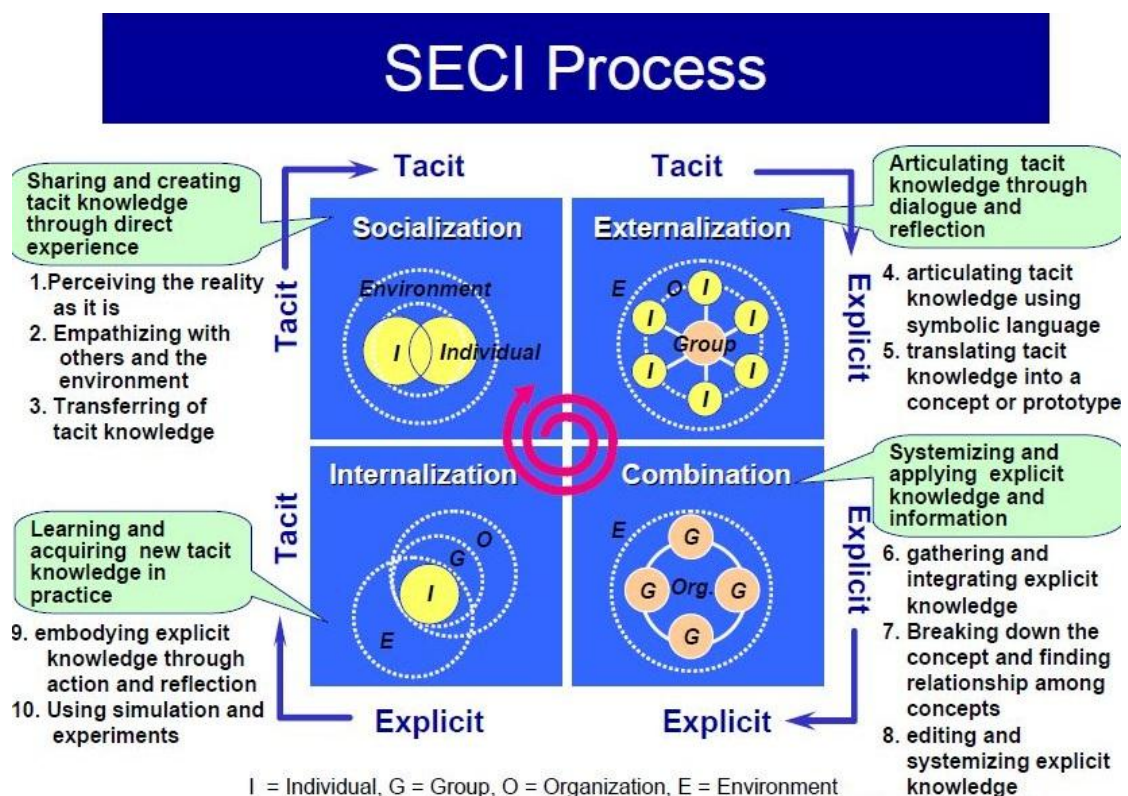 SECI Process
Tacit
Tacit
Sharing and creating
tacit knowledge
through direct
experience
Articulating tacit
knowledge through
dialogue and
reflection
Socialization
Externalization
1.Perceiving the reality
as it is
2. Empathizing with
others and the
environment
3. Transferring of
tacit knowledge
Tacit
Environment
I
Individual
E
O
I
I
I
Group
I
I
I
Explicit
4. articulating tacit
knowledge using
symbolic language
5. translating tacit
knowledge into a
concept or prototype
Internalization
Combination
Systemizing and
applying explicit
knowledge and
information
Learning and
acquiring new tacit
knowledge in
practice
Tacit
O
G
I
E
E
G
G
Org.
G
G
Explicit
6. gathering and
integrating explicit
knowledge
7. Breaking down the
concept and finding
relationship among
concepts
8. editing and
systemizing explicit
knowledge
9. embodying explicit
knowledge through
action and reflection
10. Using simulation and
experiments
Explicit
Explicit
I = Individual, G = Group, O = Organization, E = Environment